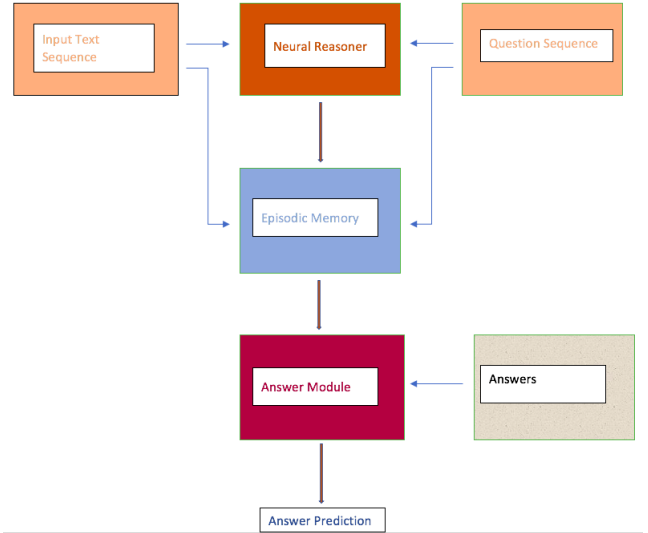 Input Text
Sequence
Neural Reasoner
Question Sequence
Episodic Memory
Answer Module
Answers
Answer Prediction